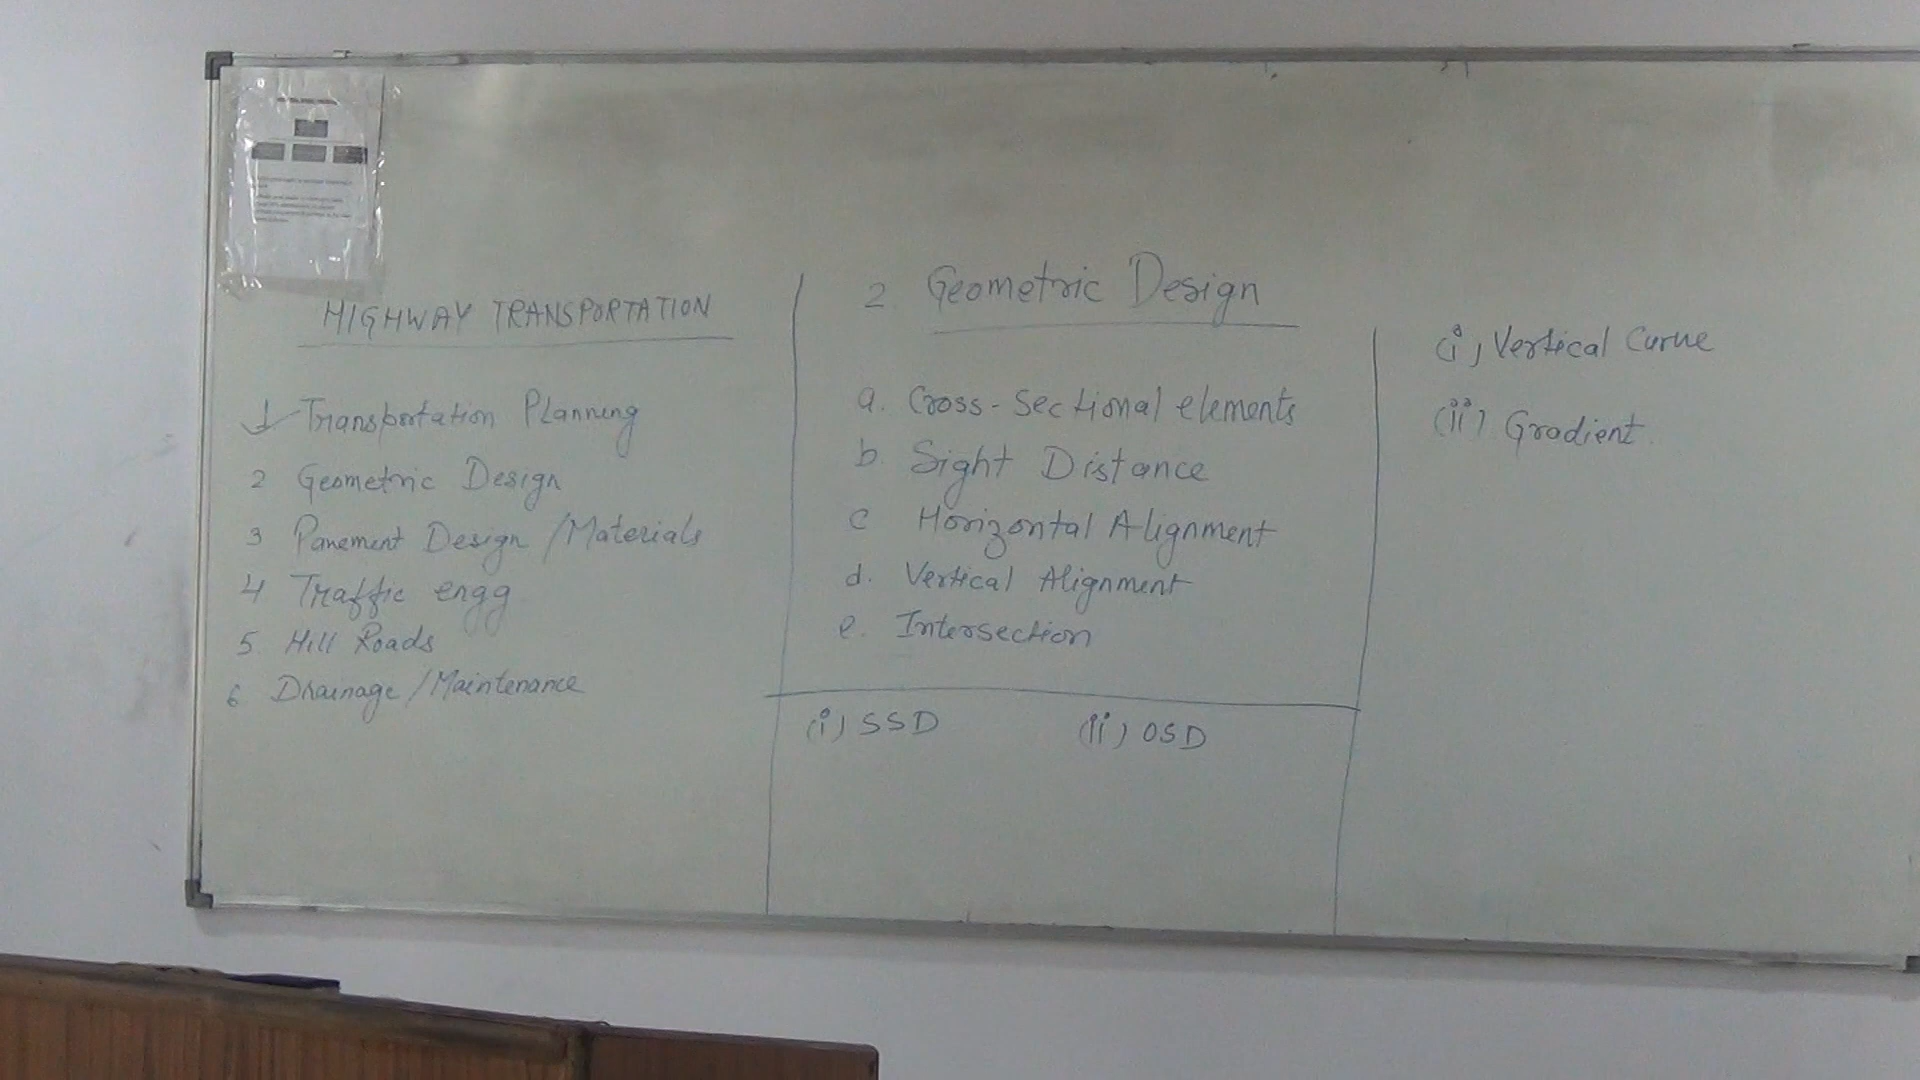 HIGHWAY TRANSPORTATION
1 Transportation Planning
2 Geometric Design
3 Pavement Design / Materials
4 Traffic engg
5. Hill Roads
6 Drainage / Maintenance
2. Geometric Design
a. Cross-Sectional elements
b. Sight Distance
c Horizontal Alignment
d. Vertical Alignment
e. Intersection
(i) SSD (ii) OSD
(i) Vertical Curve
(ii) Gradient.